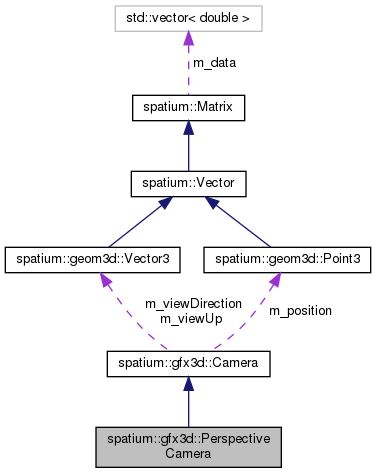 std::vector< double >
m_data
spatium::Matrix
spatium::Vector
spatium::geom3d::Vector3
spatium::geom3d::Point3
m_viewDirection
m_viewUp
m_position
spatium::gfx3d::Camera
spatium::gfx3d::Perspective
Camera